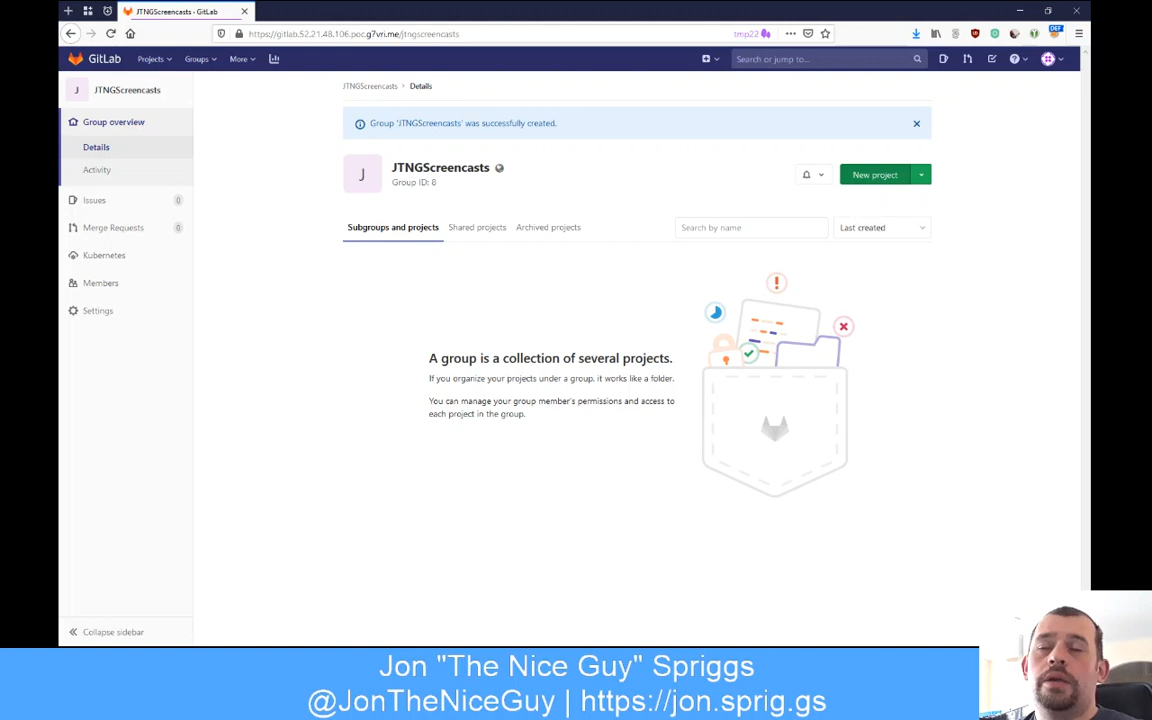 JTNGScreencasts - GitLab
https://gitlab.52.21.48.106.poc.g7vri.me/jtngscreencasts
tmp22
DEF
GitLab
Projects
Groups
More
Search or jump to...
J
JTNGScreencasts
Group overview
Details
Activity
Issues
0
Merge Requests
0
Kubernetes
Members
Settings
Collapse sidebar
JTNGScreencasts > Details
Group 'JTNGScreencasts' was successfully created.
J
JTNGScreencasts
Group ID: 8
New project
Subgroups and projects
Shared projects
Archived projects
Search by name
Last created
A group is a collection of several projects.
If you organize your projects under a group, it works like a folder.
You can manage your group member's permissions and access to
each project in the group.
Jon "The Nice Guy" Spriggs
@JonTheNiceGuy | https://jon.sprig.gs